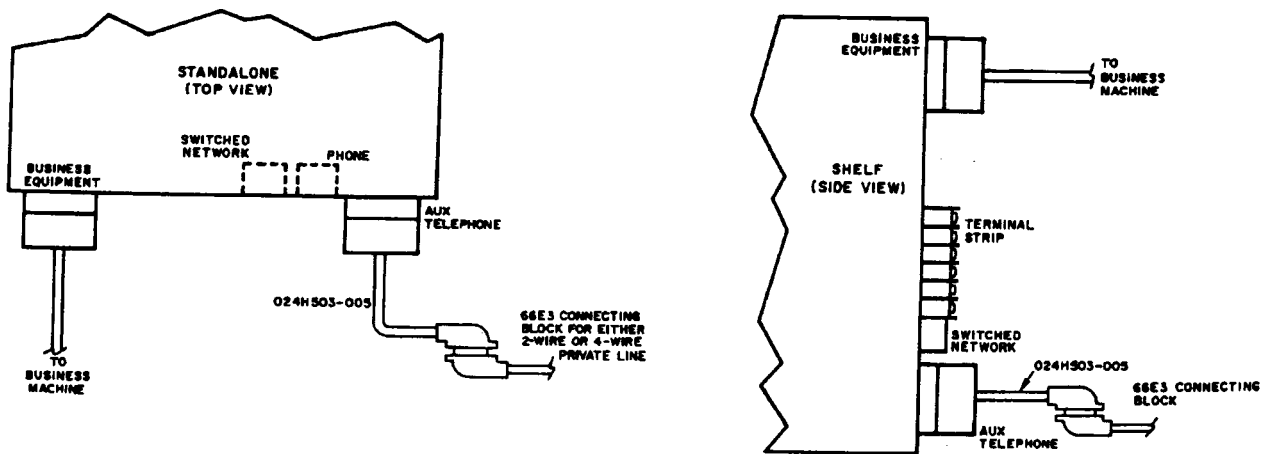 STANDALONE
(TOP VIEW)
SWITCHED
NETWORK
PHONE
BUSINESS
EQUIPMENT
AUX
TELEPHONE
024H503-005
66E3 CONNECTING
BLOCK FOR EITHER
2-WIRE OR 4-WIRE
PRIVATE LINE
TO
BUSINESS
MACHINE
BUSINESS
EQUIPMENT
TO
BUSINESS
MACHINE
SHELF
(SIDE VIEW)
TERMINAL
STRIP
SWITCHED
NETWORK
024H503-005
66E3 CONNECTING
BLOCK
AUX
TELEPHONE